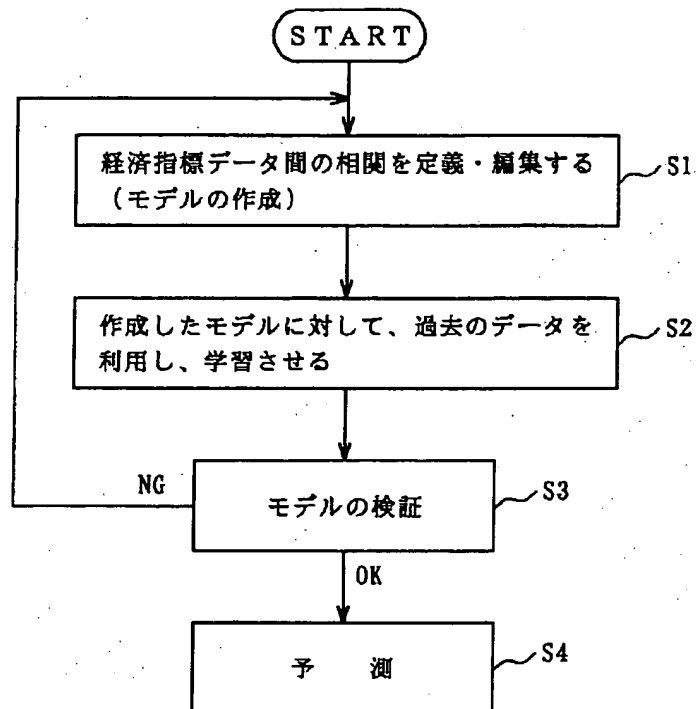 START
経済指標データ間の相関を定義・編集する
（モデルの作成）
S1
作成したモデルに対して、過去のデータを
利用し、学習させる
S2
NG
モデルの検証
S3
OK
予　測
S4